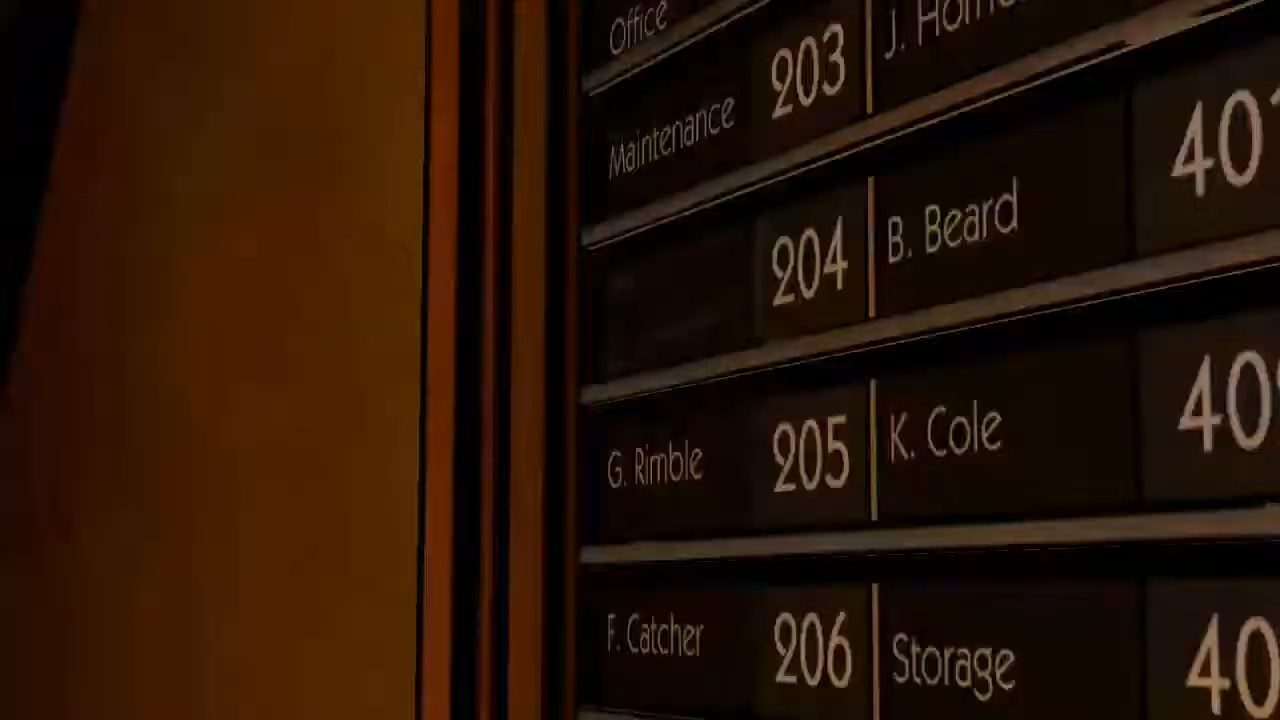 Office
Maintenance 203 J.
204 B. Beard
G. Rimble 205 K. Cole
F. Catcher 206 Storage